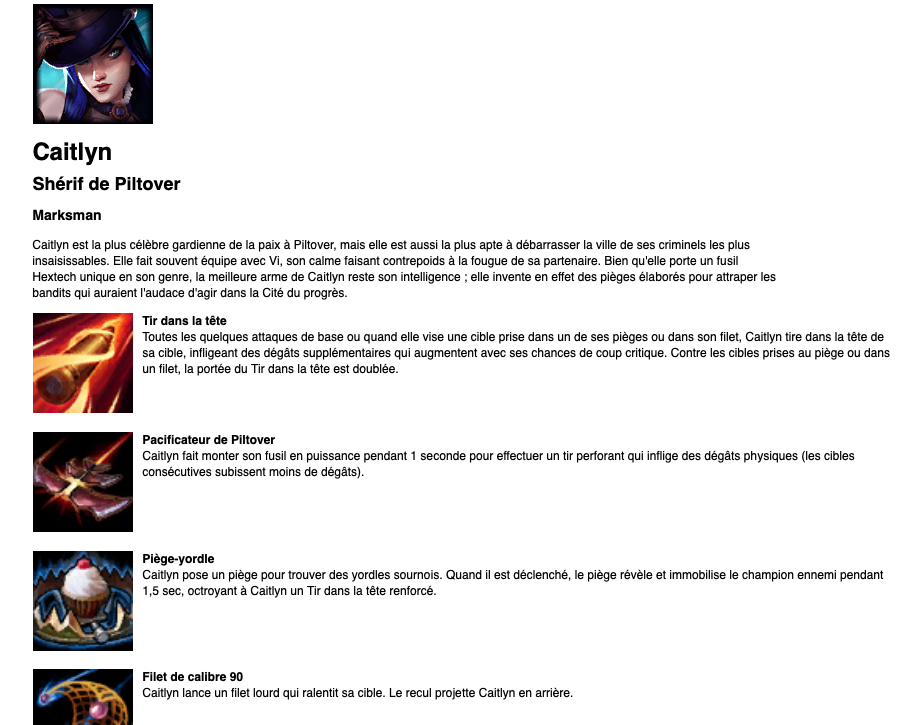 Caitlyn
Shérif de Piltover
Marksman
Caitlyn est la plus célèbre gardienne de la paix à Piltover, mais elle est aussi la plus apte à débarrasser la ville de ses criminels les plus
insaisissables. Elle fait souvent équipe avec Vi, son calme faisant contrepoids à la fougue de sa partenaire. Bien qu'elle porte un fusil
Hextech unique en son genre, la meilleure arme de Caitlyn reste son intelligence ; elle invente en effet des pièges élaborés pour attraper les
bandits qui auraient l'audace d'agir dans la Cité du progrès.
Tir dans la tête
Toutes les quelques attaques de base ou quand elle vise une cible prise dans un de ses pièges ou dans son filet, Caitlyn tire dans la tête de
sa cible, infligeant des dégâts supplémentaires qui augmentent avec ses chances de coup critique. Contre les cibles prises au piège ou dans
un filet, la portée du Tir dans la tête est doublée.
Pacificateur de Piltover
Caitlyn fait monter son fusil en puissance pendant 1 seconde pour effectuer un tir perforant qui inflige des dégâts physiques (les cibles
consécutives subissent moins de dégâts).
Piège-yordle
Caitlyn pose un piège pour trouver des yordles sournois. Quand il est déclenché, le piège révèle et immobilise le champion ennemi pendant
1,5 sec, octroyant à Caitlyn un Tir dans la tête renforcé.
Filet de calibre 90
Caitlyn lance un filet lourd qui ralentit sa cible. Le recul projette Caitlyn en arrière.